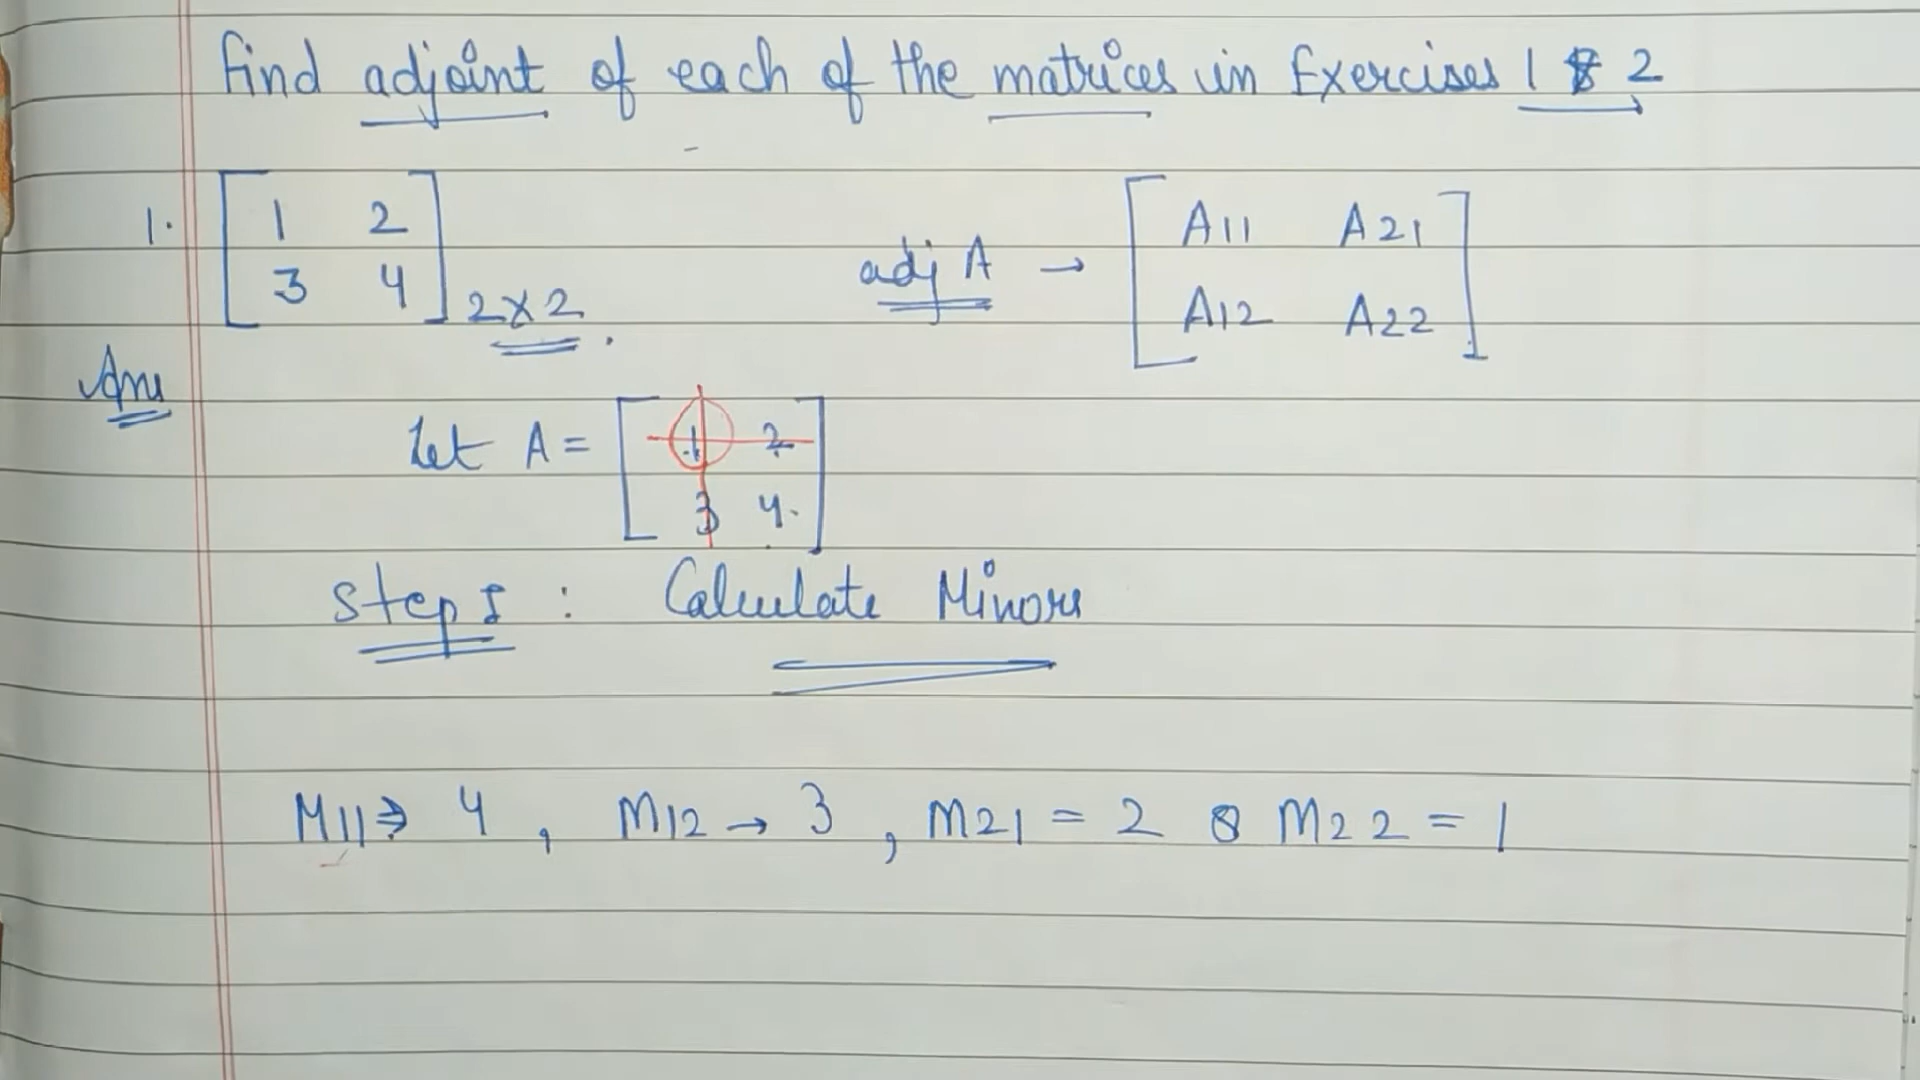 find adjoint of each of the matrices in Exercises 1 & 2
1. [ 1 2
3 4 ] 2×2.
adj A → [ A11 A21
A12 A22 ]
Ans
let A = [ 1 2
3 4 ]
step I : Calculate Minors
M11 ⇒ 4 , M12 → 3 , M21 = 2 & M22 = 1